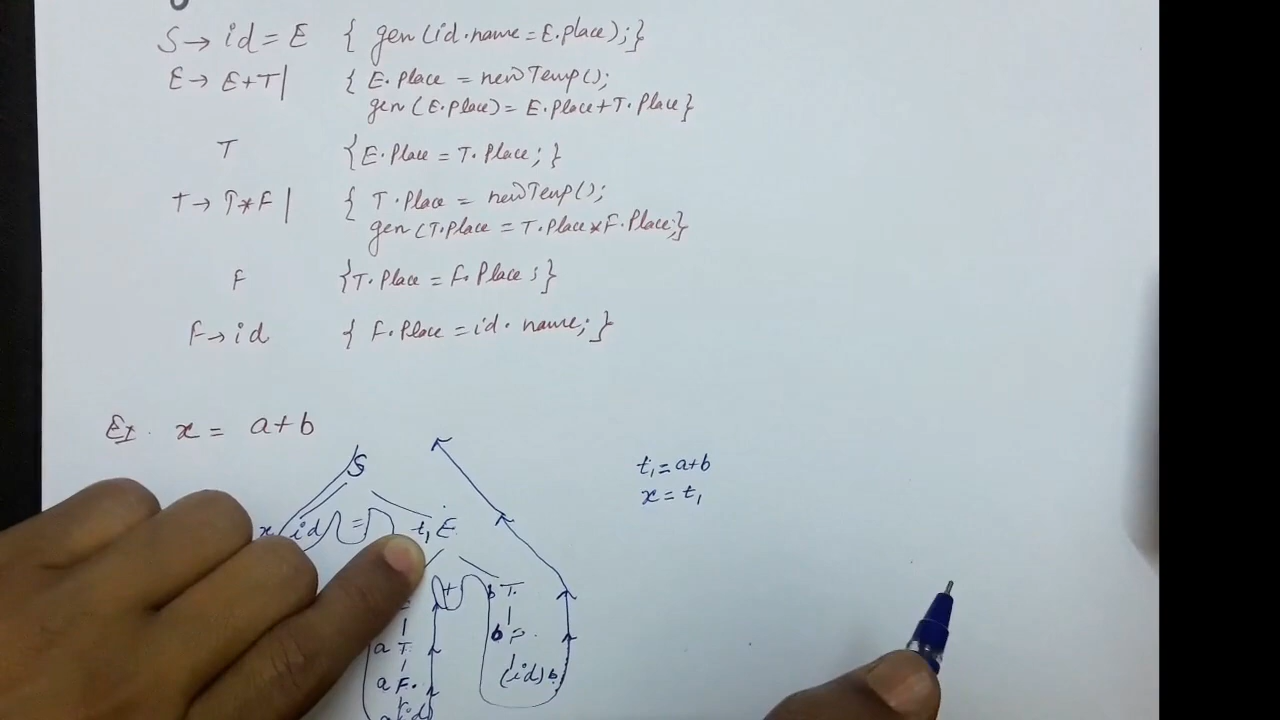 S → id = E { gen (id.name = E.place);}
E → E+T | { E.Place = newTemp();
gen (E.Place) = E.Place+T.Place}
T {E.Place = T.Place; }
T → T*F | { T.Place = newTemp();
gen (T.Place = T.Place*F.Place;}
F {T.Place = F.Place ;}
F → id { F.Place = id.name; }
Ex. x = a+b
S
t₁ = a+b
x = t₁
x id = t₁ E
+ b T.
a T b F.
a F. (id) b
a id)